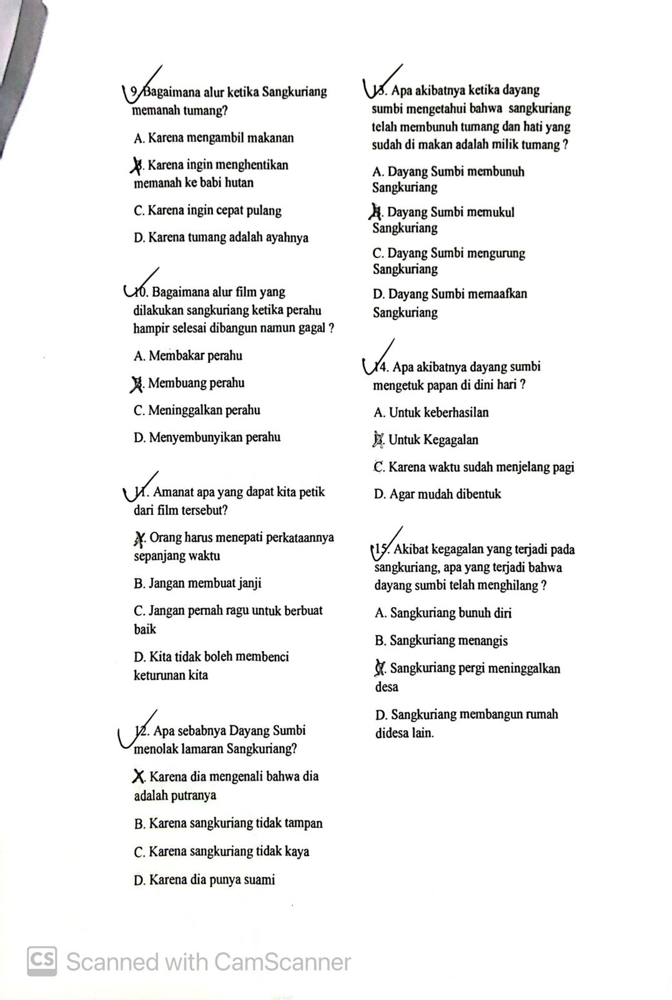 9. Bagaimana alur ketika Sangkuriang
memanah tumang?
A. Karena mengambil makanan
B. Karena ingin menghentikan
memanah ke babi hutan
C. Karena ingin cepat pulang
D. Karena tumang adalah ayahnya
10. Bagaimana alur film yang
dilakukan sangkuriang ketika perahu
hampir selesai dibangun namun gagal ?
A. Membakar perahu
B. Membuang perahu
C. Meninggalkan perahu
D. Menyembunyikan perahu
11. Amanat apa yang dapat kita petik
dari film tersebut?
A. Orang harus menepati perkataannya
sepanjang waktu
B. Jangan membuat janji
C. Jangan pernah ragu untuk berbuat
baik
D. Kita tidak boleh membenci
keturunan kita
12. Apa sebabnya Dayang Sumbi
menolak lamaran Sangkuriang?
A. Karena dia mengenali bahwa dia
adalah putranya
B. Karena sangkuriang tidak tampan
C. Karena sangkuriang tidak kaya
D. Karena dia punya suami
13. Apa akibatnya ketika dayang
sumbi mengetahui bahwa sangkuriang
telah membunuh tumang dan hati yang
sudah di makan adalah milik tumang ?
A. Dayang Sumbi membunuh
Sangkuriang
B. Dayang Sumbi memukul
Sangkuriang
C. Dayang Sumbi mengurung
Sangkuriang
D. Dayang Sumbi memaafkan
Sangkuriang
14. Apa akibatnya dayang sumbi
mengetuk papan di dini hari ?
A. Untuk keberhasilan
B. Untuk Kegagalan
C. Karena waktu sudah menjelang pagi
D. Agar mudah dibentuk
15. Akibat kegagalan yang terjadi pada
sangkuriang, apa yang terjadi bahwa
dayang sumbi telah menghilang ?
A. Sangkuriang bunuh diri
B. Sangkuriang menangis
C. Sangkuriang pergi meninggalkan
desa
D. Sangkuriang membangun rumah
didesa lain.
CS Scanned with CamScanner